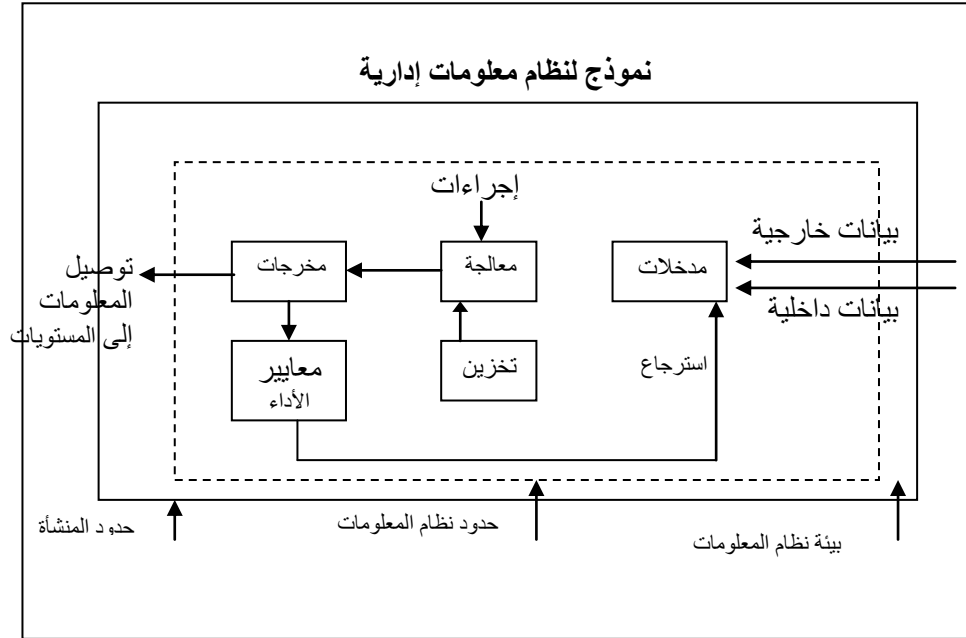 نموذج لنظام معلومات إدارية
إجراءات
بيانات خارجية
مدخلات
معالجة
مخرجات
توصيل
المعلومات
إلى المستويات
بيانات داخلية
استرجاع
تخزين
معايير
الأداء
حدود المنشأة
حدود نظام المعلومات
بيئة نظام المعلومات